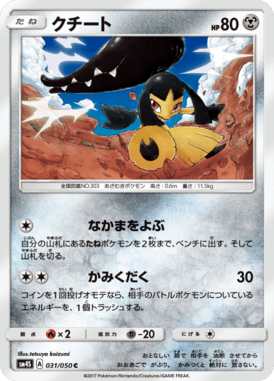 たね クチート HP80
全国図鑑 NO.303 あざむきポケモン 高さ：0.6m 重さ：11.5kg
なかまをよぶ
自分の山札にあるたねポケモンを2枚まで、ベンチに出す。そして山札を切る。
かみくだく 30
コインを1回投げオモテなら、相手のバトルポケモンについているエネルギーを、1個トラッシュする。
弱点 ×2 抵抗力 -20 にげる
illus.tetsuya koizumi
SM4S A 031/050 C
©2017 Pokémon/Nintendo/Creatures/GAME FREAK.